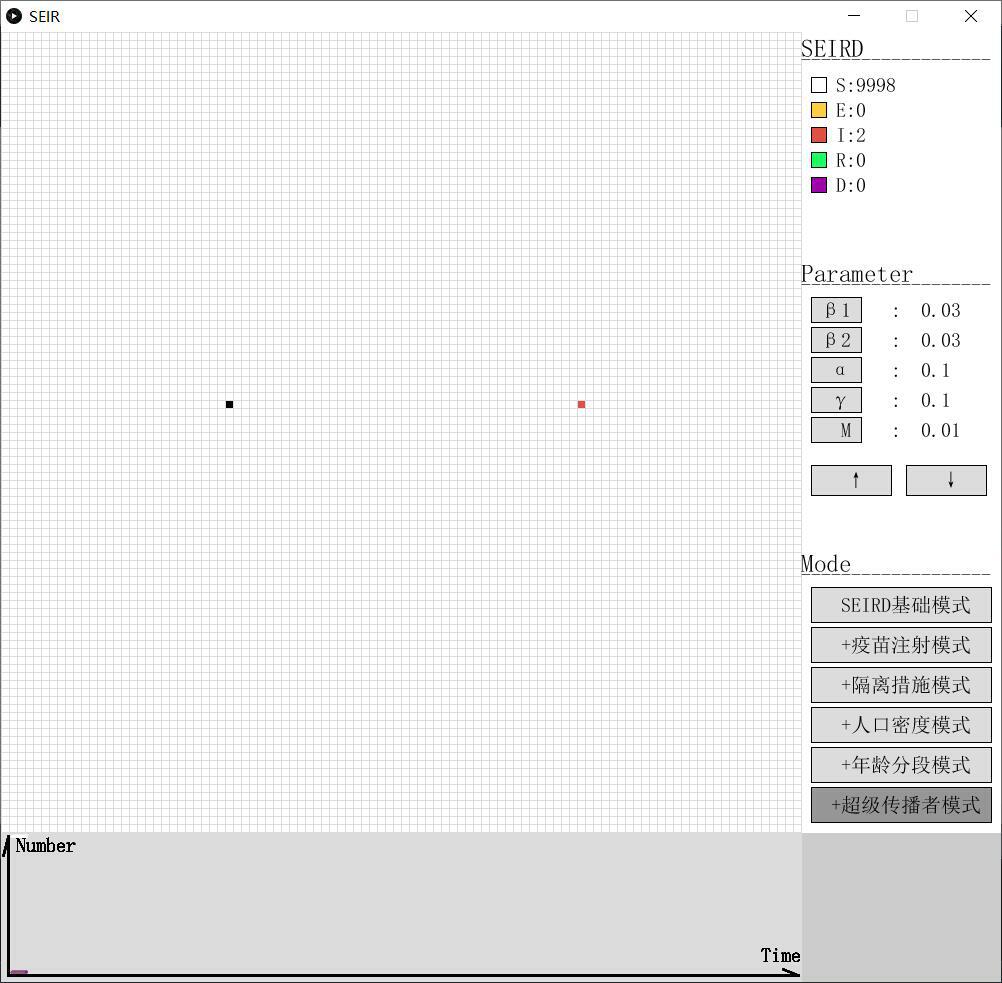 SEIR
SEIRD
S:9998
E:0
I:2
R:0
D:0
Parameter
β1 : 0.03
β2 : 0.03
α : 0.1
γ : 0.1
M : 0.01
↑ ↓
Mode
SEIRD基础模式
+疫苗注射模式
+隔离措施模式
+人口密度模式
+年龄分段模式
+超级传播者模式
Number
Time